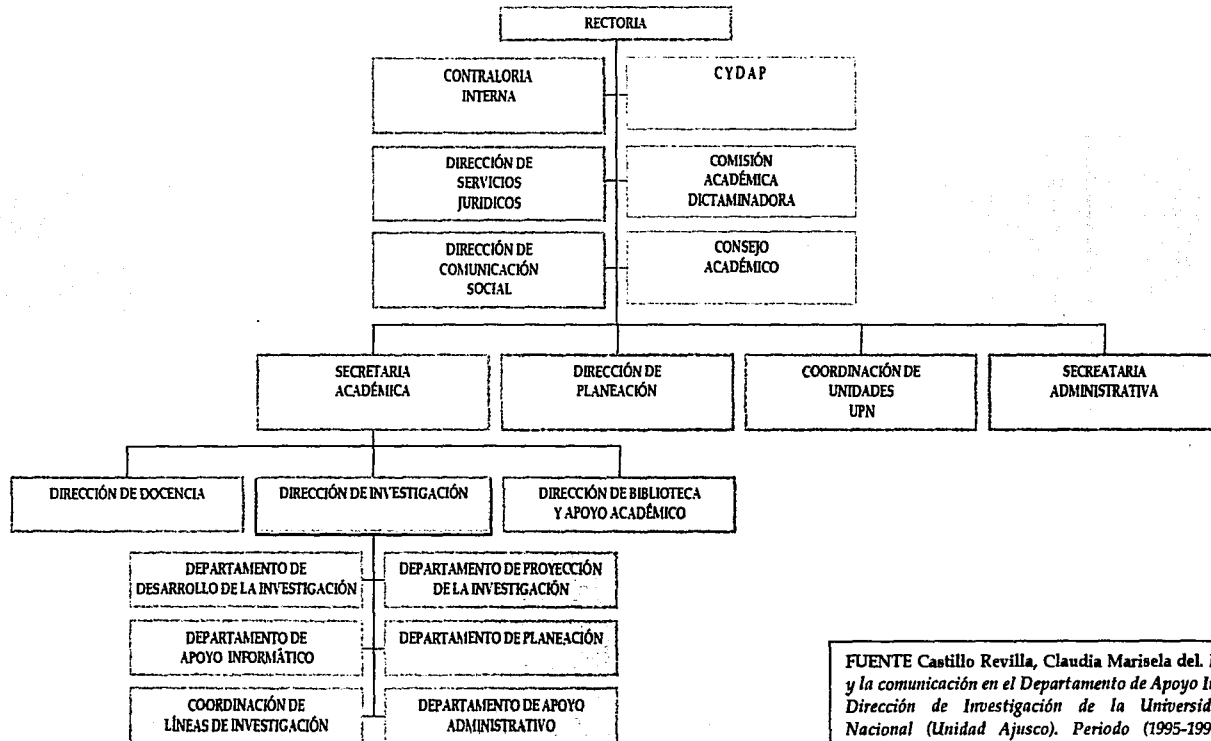 RECTORIA
CONTRALORIA
INTERNA
CYDAP
DIRECCIÓN DE
SERVICIOS
JURIDICOS
COMISIÓN
ACADÉMICA
DICTAMINADORA
DIRECCIÓN DE
COMUNICACIÓN
SOCIAL
CONSEJO
ACADÉMICO
SECRETARIA
ACADÉMICA
DIRECCIÓN DE
PLANEACIÓN
COORDINACIÓN DE
UNIDADES
UPN
SECREATARIA
ADMINISTRATIVA
DIRECCIÓN DE DOCENCIA
DIRECCIÓN DE INVESTIGACIÓN
DIRECCIÓN DE BIBLIOTECA
Y APOYO ACADÉMICO
DEPARTAMENTO DE
DESARROLLO DE LA INVESTIGACIÓN
DEPARTAMENTO DE PROYECCIÓN
DE LA INVESTIGACIÓN
DEPARTAMENTO DE
APOYO INFORMÁTICO
DEPARTAMENTO DE PLANEACIÓN
COORDINACIÓN DE
LÍNEAS DE INVESTIGACIÓN
DEPARTAMENTO DE APOYO
ADMINISTRATIVO
FUENTE Castillo Revilla, Claudia Marisela del.
y la comunicación en el Departamento de Apoyo
Dirección de Investigación de la
Nacional (Unidad Ajusco). Periodo